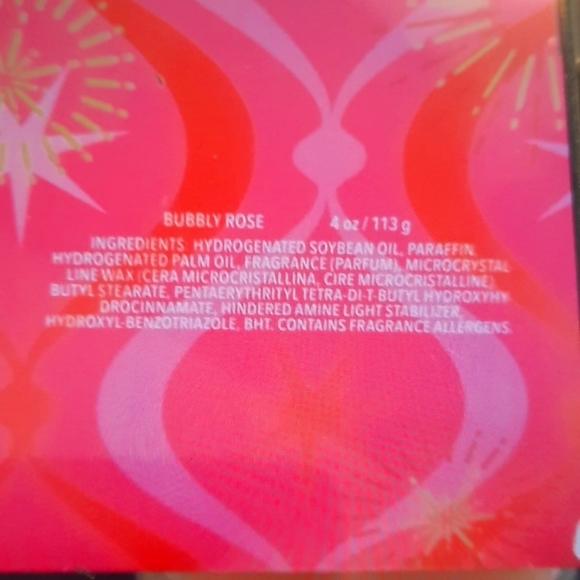 BUBBLY ROSE 4 oz / 113 g
INGREDIENTS: HYDROGENATED SOYBEAN OIL, PARAFFIN,
HYDROGENATED PALM OIL, FRAGRANCE (PARFUM), MICROCRYSTAL
LINE WAX (CERA MICROCRISTALLINA, CIRE MICROCRISTALLINE),
BUTYL STEARATE, PENTAERYTHRITYL TETRA-DI-T-BUTYL HYDROXYHY
DROCINNAMATE, HINDERED AMINE LIGHT STABILIZER,
HYDROXYL-BENZOTRIAZOLE, BHT. CONTAINS FRAGRANCE ALLERGENS.